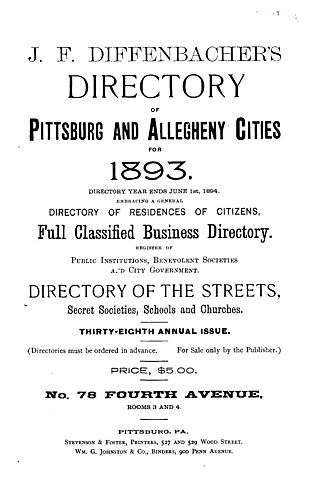 J. F. DIFFENBACHER'S
DIRECTORY
OF
PITTSBURG AND ALLEGHENY CITIES
FOR
1893.
DIRECTORY YEAR ENDS JUNE 1st, 1894.
EMBRACING A GENERAL
DIRECTORY OF RESIDENCES OF CITIZENS,
Full Classified Business Directory.
REGISTER OF
PUBLIC INSTITUTIONS, BENEVOLENT SOCIETIES
A.'D CITY GOVERNMENT.
DIRECTORY OF THE STREETS,
Secret Societies, Schools and Churches.
THIRTY-EIGHTH ANNUAL ISSUE.
(Directories must be ordered in advance. For Sale only by the Publisher.)
PRICE, $5.00.
No. 78 FOURTH AVENUE,
ROOMS 3 AND 4.
PITTSBURG, PA.
STEVENSON & FOSTER, PRINTERS, 527 AND 529 WOOD STREET.
WM. G. JOHNSTON & CO., BINDERS, 900 PENN AVENUE.